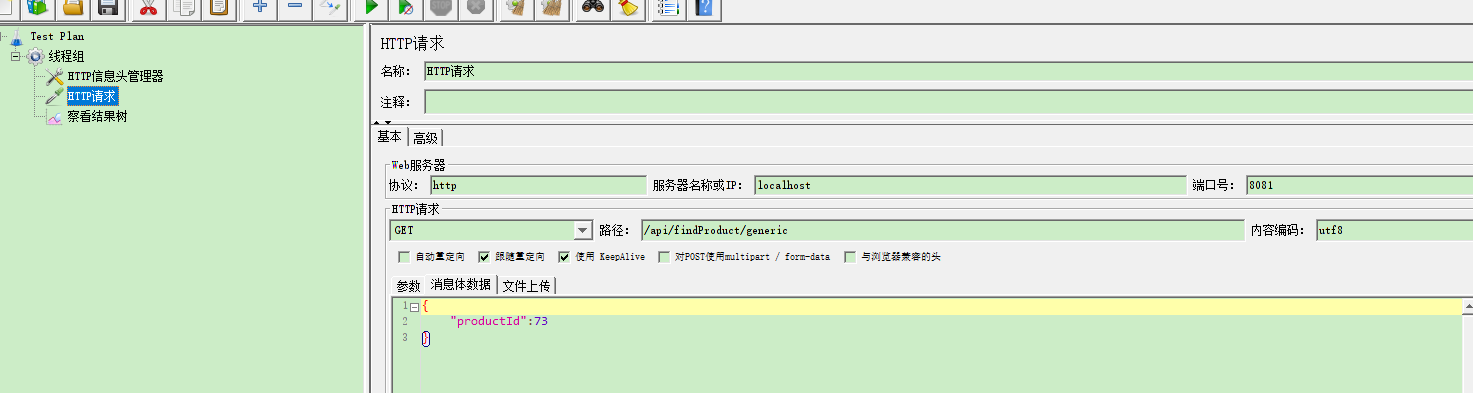 Test Plan
线程组
HTTP信息头管理器
HTTP请求
察看结果树
HTTP请求
名称： HTTP请求
注释：
基本 高级
Web服务器
协议： http 服务器名称或IP： localhost 端口号： 8081
HTTP请求
GET 路径： /api/findProduct/generic 内容编码： utf8
自动重定向 跟随重定向 使用 KeepAlive 对POST使用multipart / form-data 与浏览器兼容的头
参数 消息体数据 文件上传
1 {
2 "productId":73
3 }